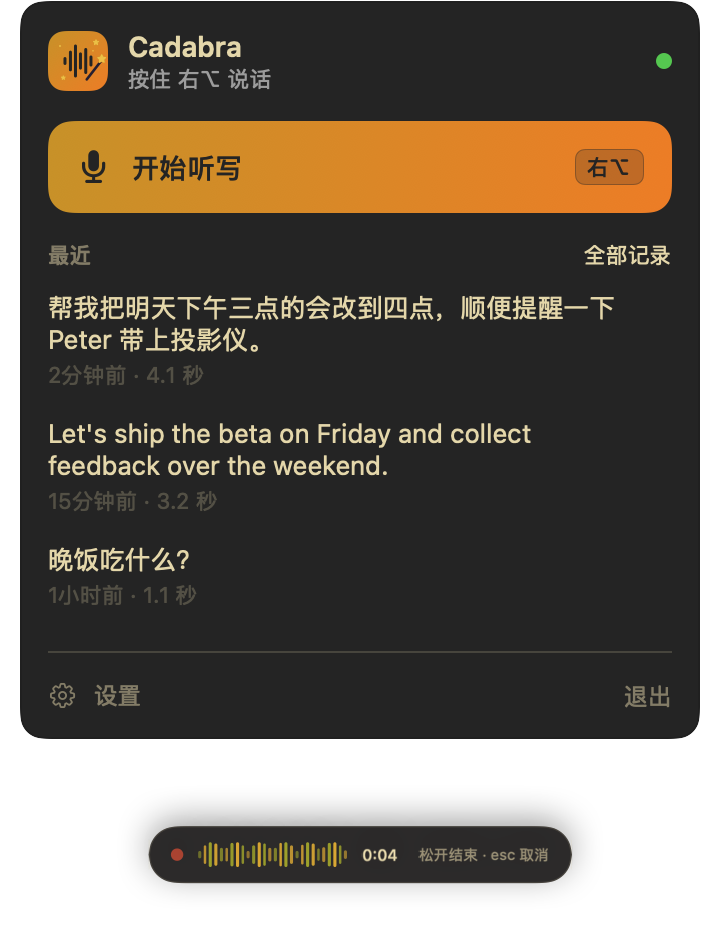 Cadabra
按住 右⌥ 说话
开始听写
右⌥
最近
全部记录
帮我把明天下午三点的会改到四点，顺便提醒一下
Peter 带上投影仪。
2分钟前 · 4.1 秒
Let's ship the beta on Friday and collect
feedback over the weekend.
15分钟前 · 3.2 秒
晚饭吃什么？
1小时前 · 1.1 秒
设置
退出
0:04
松开结束 · esc 取消